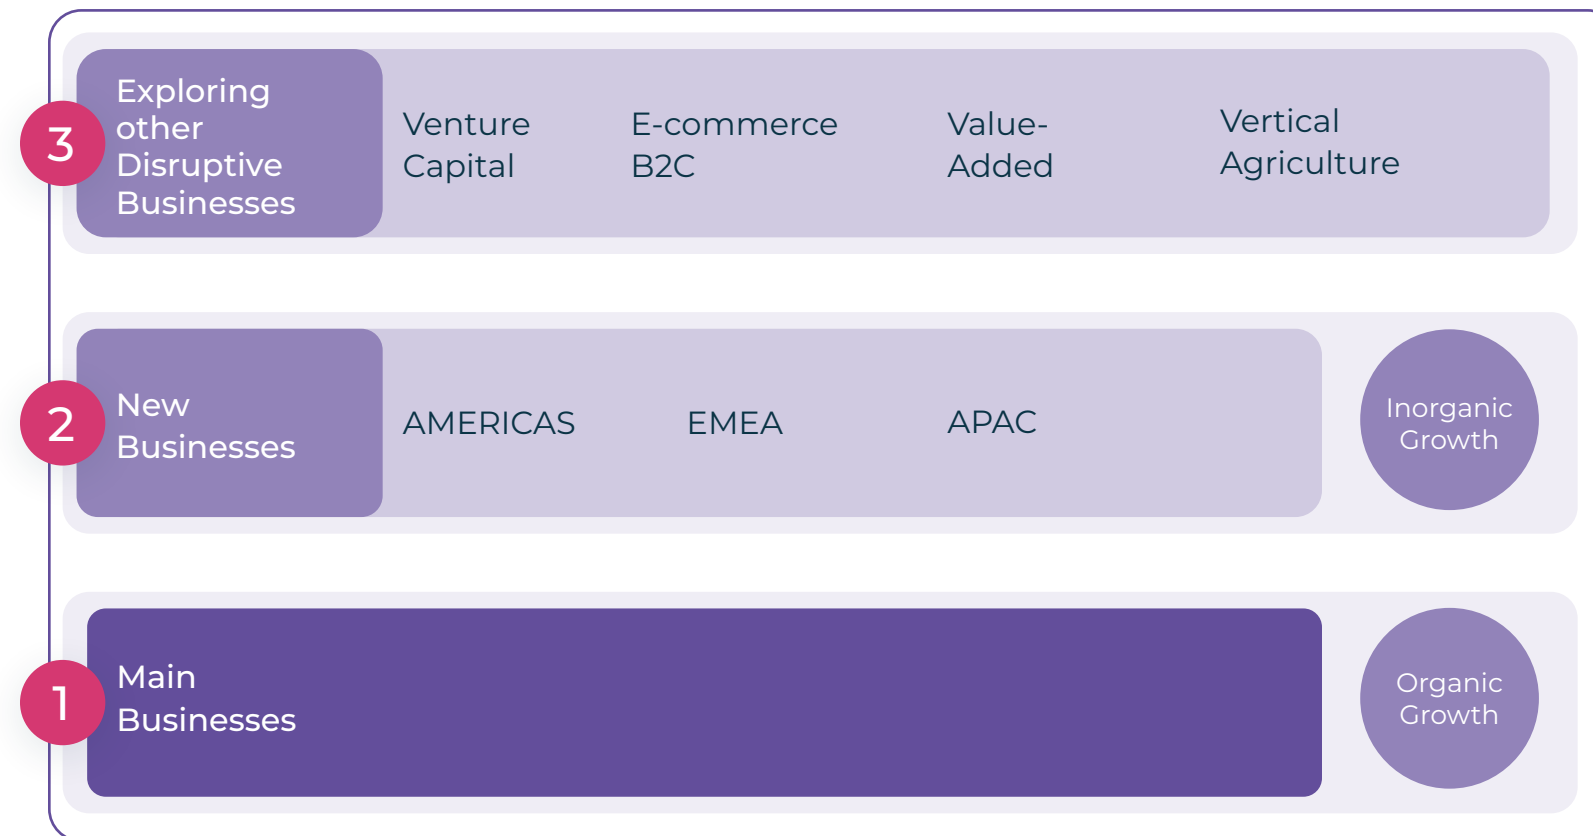 3
Exploring
other
Disruptive
Businesses
Venture
Capital
E-commerce
B2C
Value-
Added
Vertical
Agriculture
2
New
Businesses
AMERICAS
EMEA
APAC
Inorganic
Growth
1
Main
Businesses
Organic
Growth